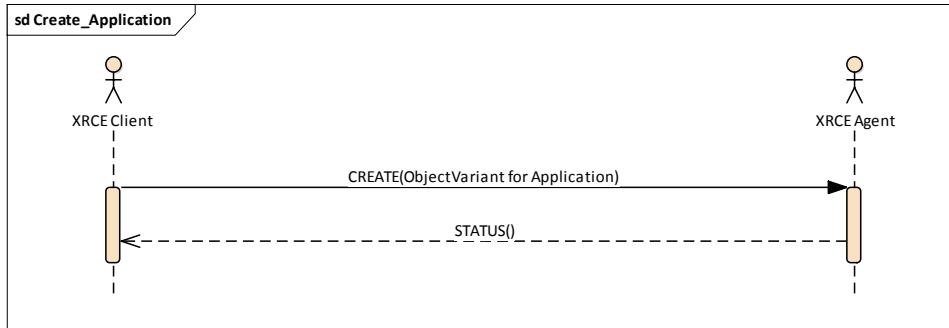 sd Create_Application
XRCE Client
XRCE Agent
CREATE(ObjectVariant for Application)
STATUS()